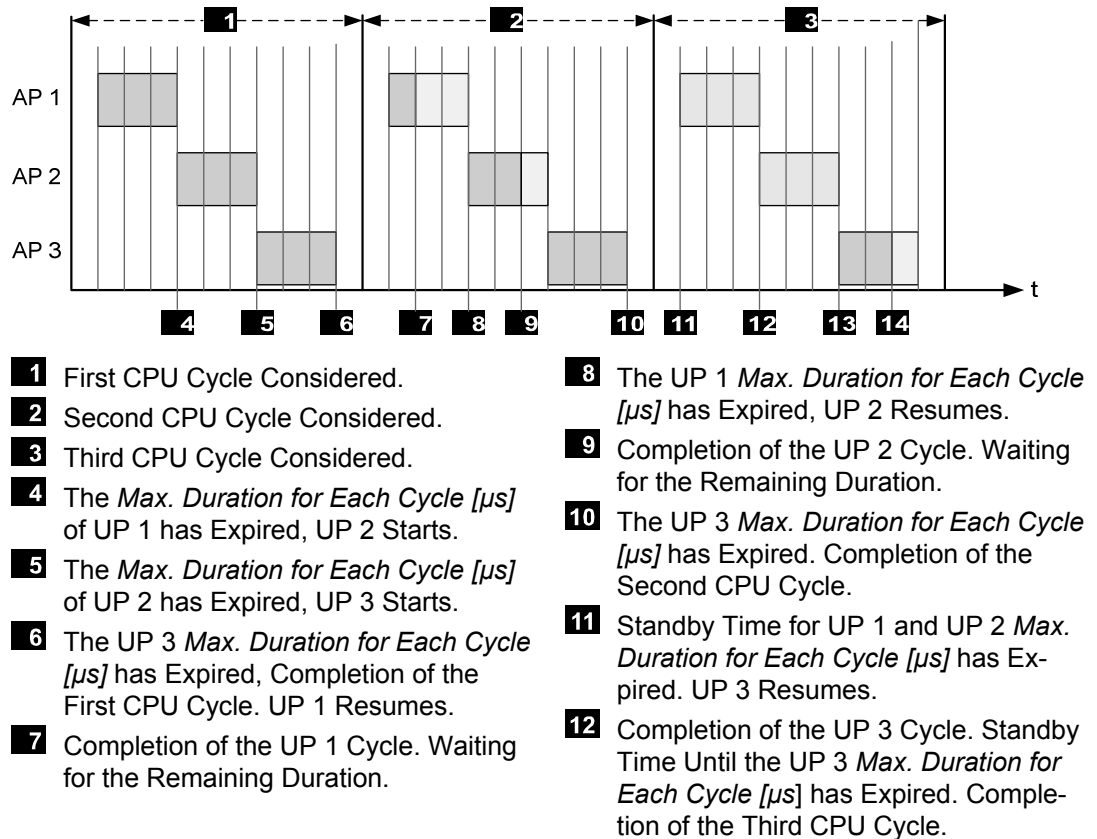 1 2 3
AP 1
AP 2
AP 3
t
4 5 6 7 8 9 10 11 12 13 14
1 First CPU Cycle Considered.
2 Second CPU Cycle Considered.
3 Third CPU Cycle Considered.
4 The Max. Duration for Each Cycle [µs]
of UP 1 has Expired, UP 2 Starts.
5 The Max. Duration for Each Cycle [µs]
of UP 2 has Expired, UP 3 Starts.
6 The UP 3 Max. Duration for Each Cycle
[µs] has Expired, Completion of the
First CPU Cycle. UP 1 Resumes.
7 Completion of the UP 1 Cycle. Waiting
for the Remaining Duration.
8 The UP 1 Max. Duration for Each Cycle
[µs] has Expired, UP 2 Resumes.
9 Completion of the UP 2 Cycle. Waiting
for the Remaining Duration.
10 The UP 3 Max. Duration for Each Cycle
[µs] has Expired. Completion of the
Second CPU Cycle.
11 Standby Time for UP 1 and UP 2 Max.
Duration for Each Cycle [µs] has Ex-
pired. UP 3 Resumes.
12 Completion of the UP 3 Cycle. Standby
Time Until the UP 3 Max. Duration for
Each Cycle [µs] has Expired. Comple-
tion of the Third CPU Cycle.